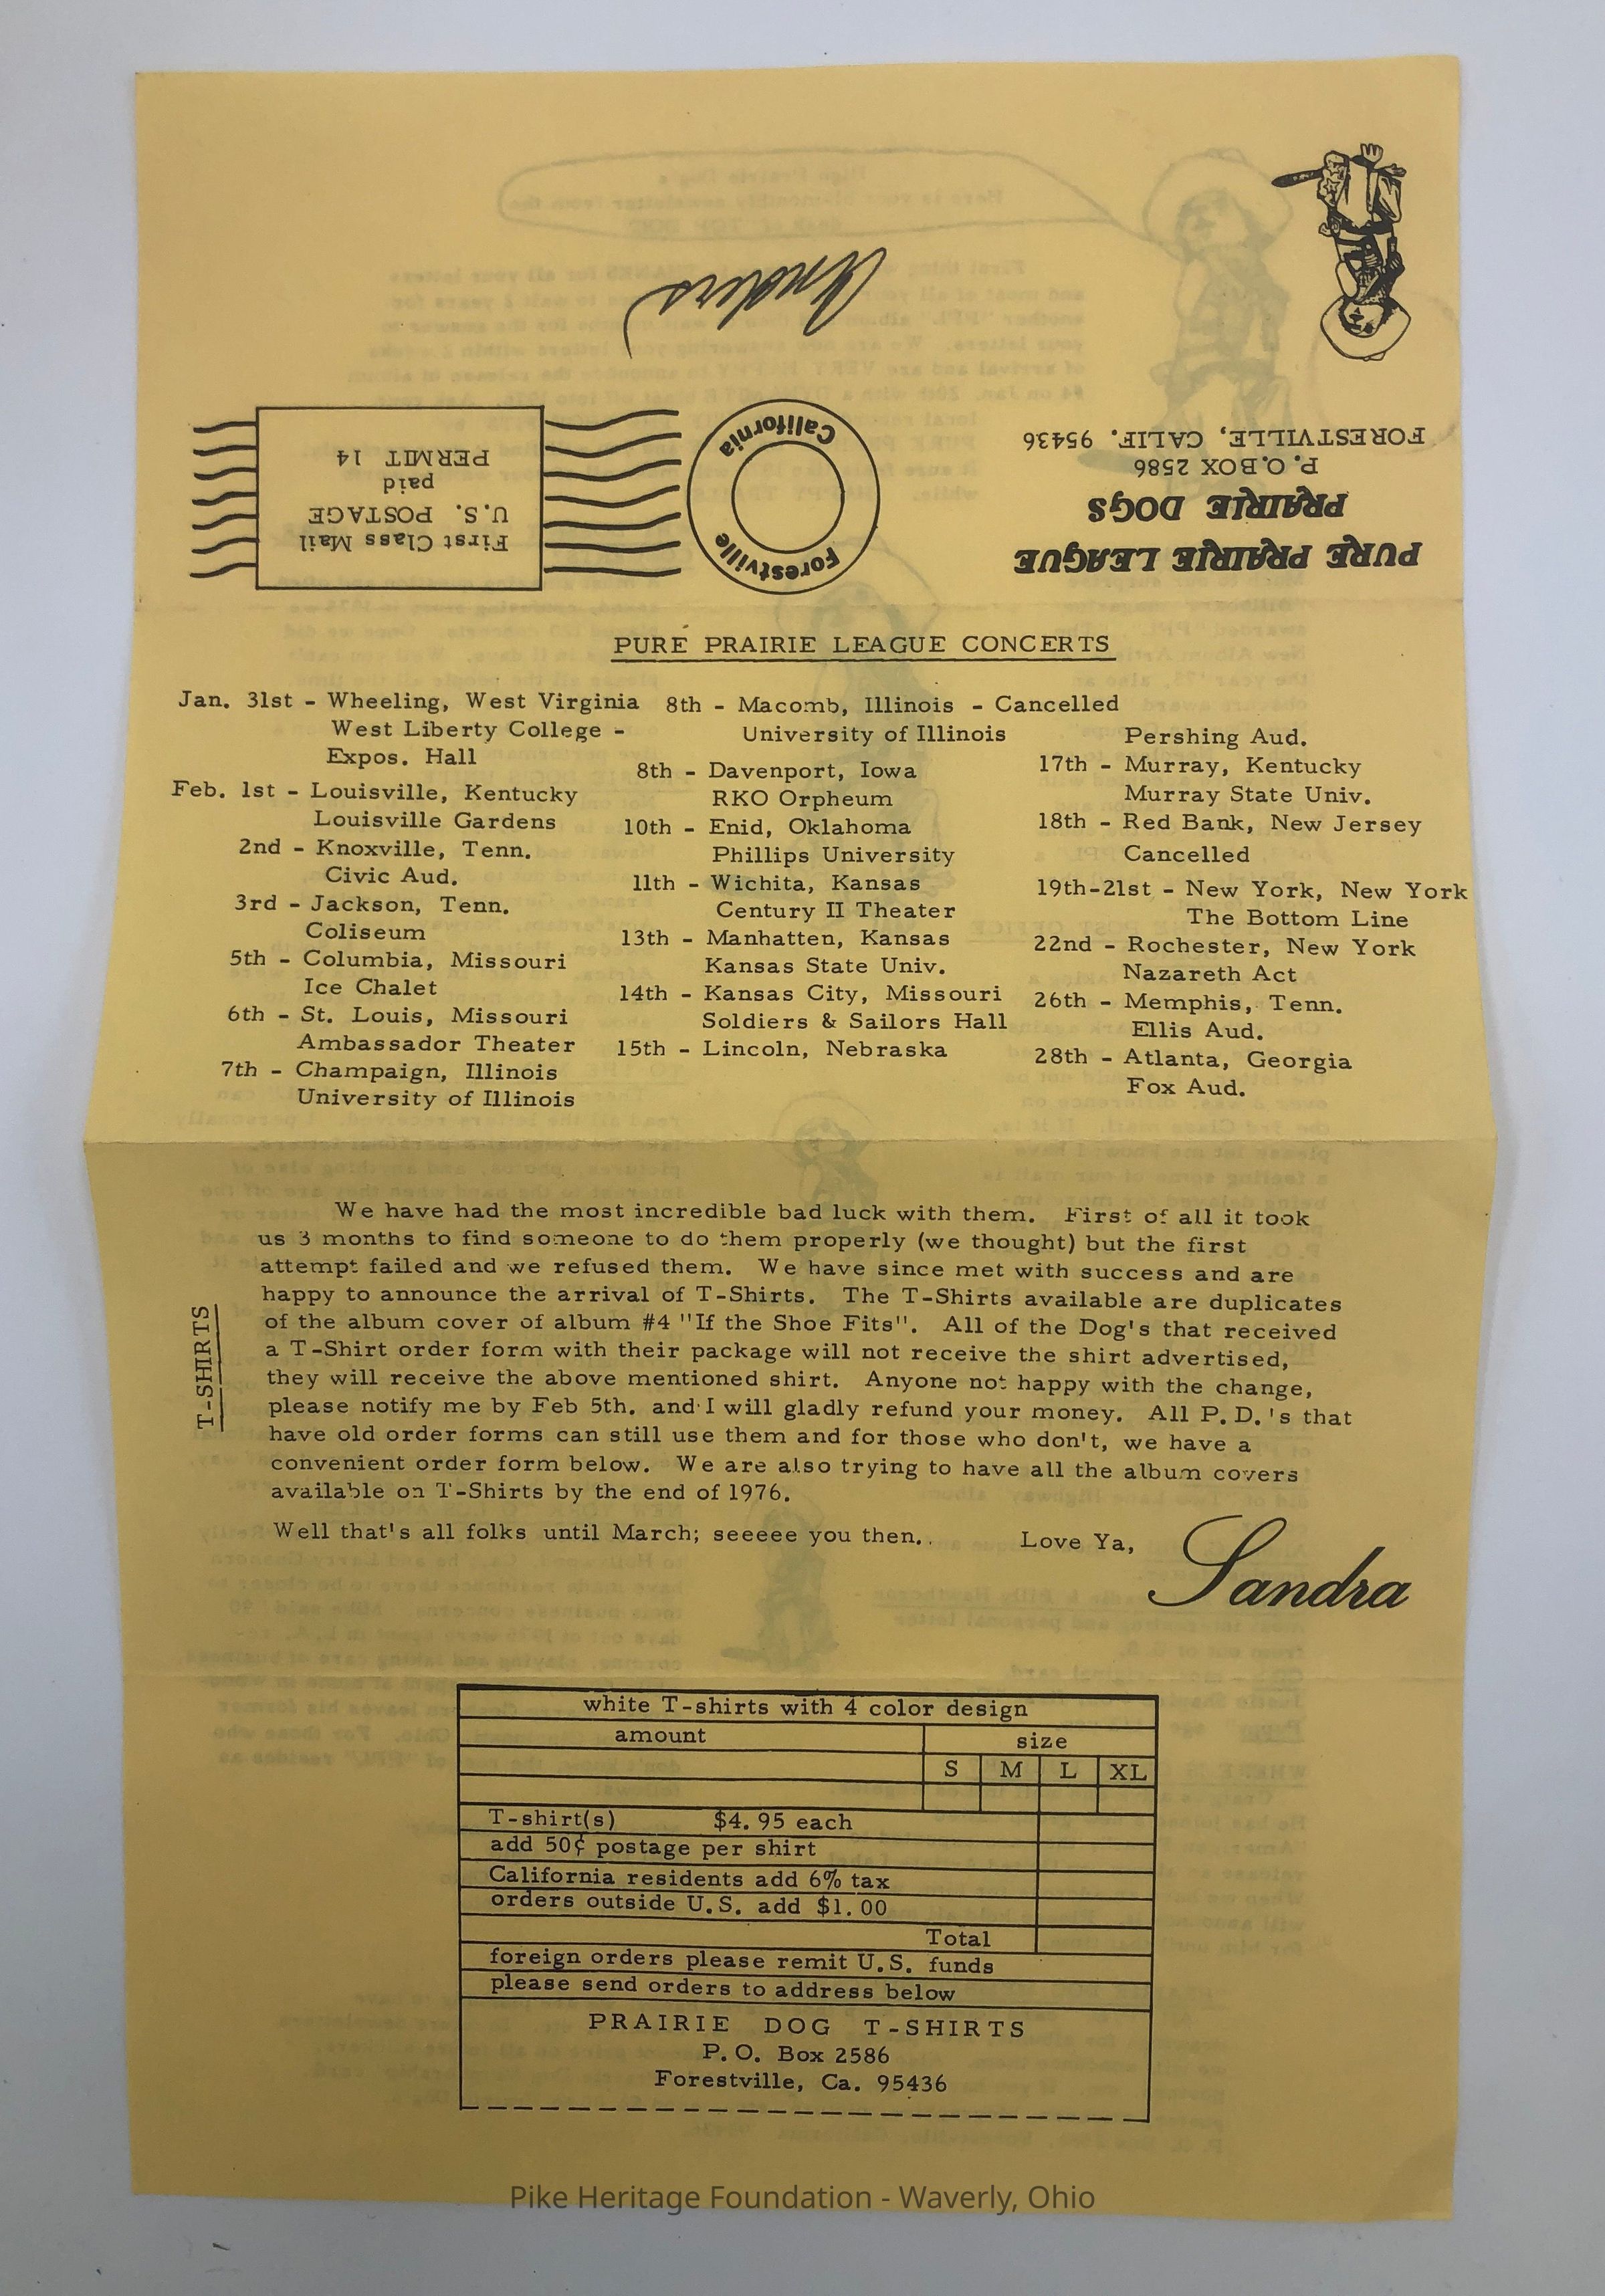 Anders
PURE PRAIRIE LEAGUE
PRAIRIE DOGS
P. O. BOX 2586
FORESTVILLE, CALIF. 95436
Forestville
California
First Class Mail
U.S. POSTAGE
paid
PERMIT 14
PURE PRAIRIE LEAGUE CONCERTS
Jan. 31st - Wheeling, West Virginia
West Liberty College -
Expos. Hall
Feb. 1st - Louisville, Kentucky
Louisville Gardens
2nd - Knoxville, Tenn.
Civic Aud.
3rd - Jackson, Tenn.
Coliseum
5th - Columbia, Missouri
Ice Chalet
6th - St. Louis, Missouri
Ambassador Theater
7th - Champaign, Illinois
University of Illinois
8th - Macomb, Illinois - Cancelled
University of Illinois
8th - Davenport, Iowa
RKO Orpheum
10th - Enid, Oklahoma
Phillips University
11th - Wichita, Kansas
Century II Theater
13th - Manhatten, Kansas
Kansas State Univ.
14th - Kansas City, Missouri
Soldiers & Sailors Hall
15th - Lincoln, Nebraska
Pershing Aud.
17th - Murray, Kentucky
Murray State Univ.
18th - Red Bank, New Jersey
Cancelled
19th-21st - New York, New York
The Bottom Line
22nd - Rochester, New York
Nazareth Act
26th - Memphis, Tenn.
Ellis Aud.
28th - Atlanta, Georgia
Fox Aud.
T-SHIRTS
We have had the most incredible bad luck with them. First of all it took
us 3 months to find someone to do them properly (we thought) but the first
attempt failed and we refused them. We have since met with success and are
happy to announce the arrival of T-Shirts. The T-Shirts available are duplicates
of the album cover of album #4 "If the Shoe Fits". All of the Dog's that received
a T-Shirt order form with their package will not receive the shirt advertised,
they will receive the above mentioned shirt. Anyone not happy with the change,
please notify me by Feb 5th. and I will gladly refund your money. All P.D.'s that
have old order forms can still use them and for those who don't, we have a
convenient order form below. We are also trying to have all the album covers
available on T-Shirts by the end of 1976.
Well that's all folks until March; seeeee you then..
Love Ya,
Sandra
white T-shirts with 4 color design
amount size
S M L XL
T-shirt(s) $4.95 each
add 50¢ postage per shirt
California residents add 6% tax
orders outside U.S. add $1.00
Total
foreign orders please remit U.S. funds
please send orders to address below
PRAIRIE DOG T-SHIRTS
P.O. Box 2586
Forestville, Ca. 95436
Pike Heritage Foundation - Waverly, Ohio